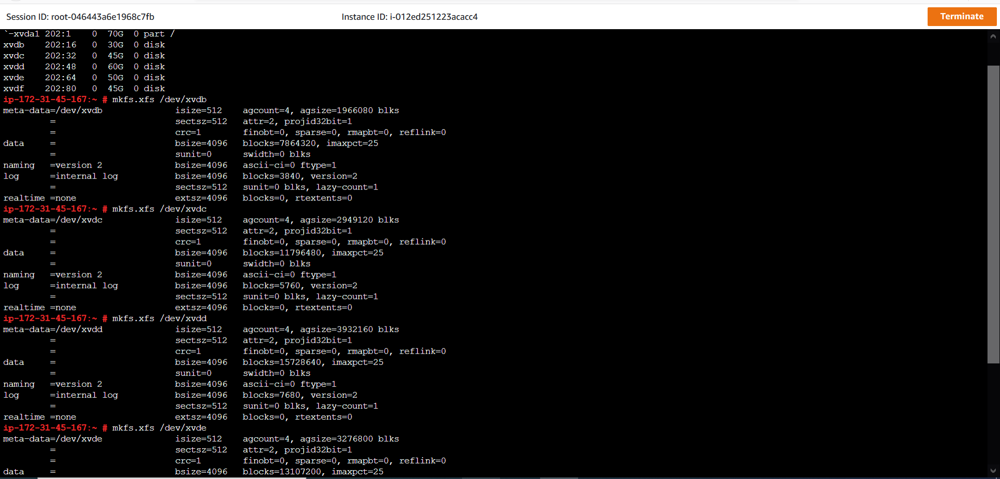 Session ID: root-046443a6e1968c7fb Instance ID: i-012ed251223acacc4 Terminate
`-xvda1 202:1    0  70G  0 part /
xvdb    202:16   0  30G  0 disk
xvdc    202:32   0  45G  0 disk
xvdd    202:48   0  60G  0 disk
xvde    202:64   0  50G  0 disk
xvdf    202:80   0  45G  0 disk
ip-172-31-45-167:~ # mkfs.xfs /dev/xvdb
meta-data=/dev/xvdb              isize=512    agcount=4, agsize=1966080 blks
         =                       sectsz=512   attr=2, projid32bit=1
         =                       crc=1        finobt=0, sparse=0, rmapbt=0, reflink=0
data     =                       bsize=4096   blocks=7864320, imaxpct=25
         =                       sunit=0      swidth=0 blks
naming   =version 2              bsize=4096   ascii-ci=0 ftype=1
log      =internal log           bsize=4096   blocks=3840, version=2
         =                       sectsz=512   sunit=0 blks, lazy-count=1
realtime =none                   extsz=4096   blocks=0, rtextents=0
ip-172-31-45-167:~ # mkfs.xfs /dev/xvdc
meta-data=/dev/xvdc              isize=512    agcount=4, agsize=2949120 blks
         =                       sectsz=512   attr=2, projid32bit=1
         =                       crc=1        finobt=0, sparse=0, rmapbt=0, reflink=0
data     =                       bsize=4096   blocks=11796480, imaxpct=25
         =                       sunit=0      swidth=0 blks
naming   =version 2              bsize=4096   ascii-ci=0 ftype=1
log      =internal log           bsize=4096   blocks=5760, version=2
         =                       sectsz=512   sunit=0 blks, lazy-count=1
realtime =none                   extsz=4096   blocks=0, rtextents=0
ip-172-31-45-167:~ # mkfs.xfs /dev/xvdd
meta-data=/dev/xvdd              isize=512    agcount=4, agsize=3932160 blks
         =                       sectsz=512   attr=2, projid32bit=1
         =                       crc=1        finobt=0, sparse=0, rmapbt=0, reflink=0
data     =                       bsize=4096   blocks=15728640, imaxpct=25
         =                       sunit=0      swidth=0 blks
naming   =version 2              bsize=4096   ascii-ci=0 ftype=1
log      =internal log           bsize=4096   blocks=7680, version=2
         =                       sectsz=512   sunit=0 blks, lazy-count=1
realtime =none                   extsz=4096   blocks=0, rtextents=0
ip-172-31-45-167:~ # mkfs.xfs /dev/xvde
meta-data=/dev/xvde              isize=512    agcount=4, agsize=3276800 blks
         =                       sectsz=512   attr=2, projid32bit=1
         =                       crc=1        finobt=0, sparse=0, rmapbt=0, reflink=0
data     =                       bsize=4096   blocks=13107200, imaxpct=25